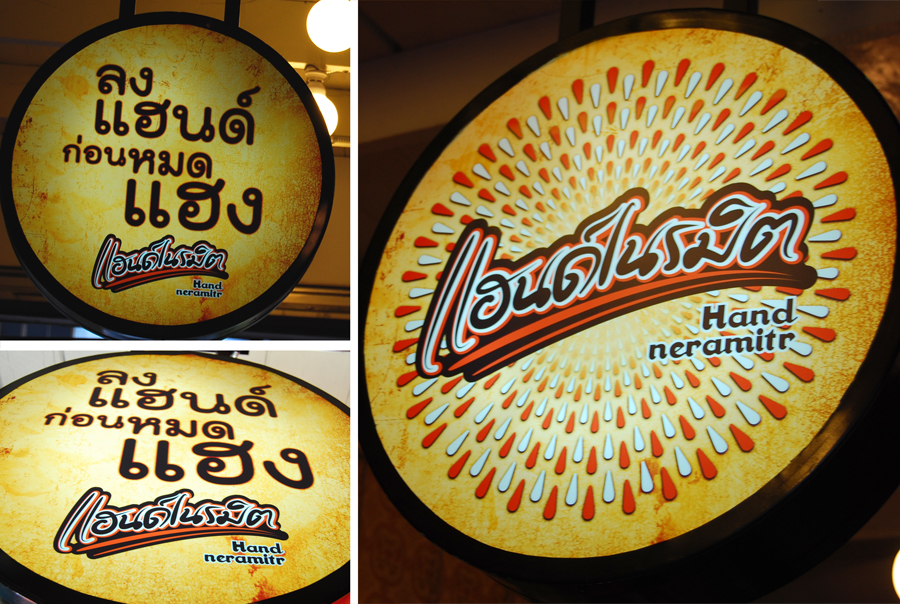 ลง
แฮนด์
ก่อนหมด
แฮง
แฮนด์ไนรมิต
Hand
neramitr
ลง
แฮนด์
ก่อนหมด
แฮง
แฮนด์ไนรมิต
Hand
neramitr
แฮนด์ไนรมิต
Hand
neramitr